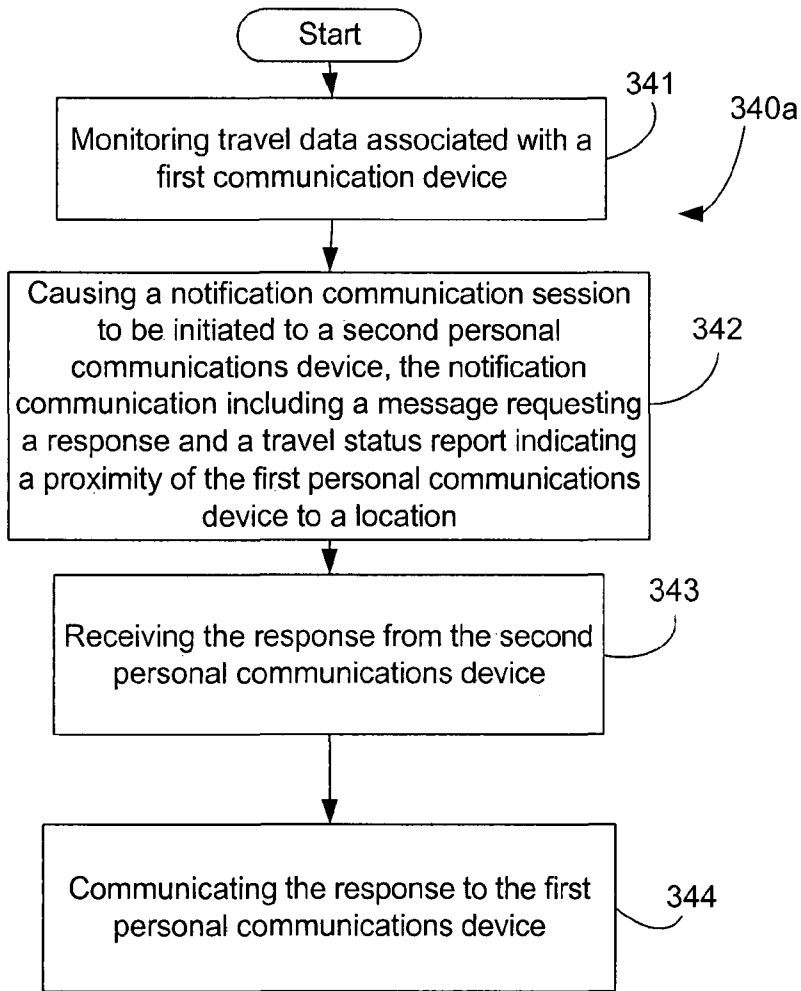 Start
341
340a
Monitoring travel data associated with a
first communication device
Causing a notification communication session
to be initiated to a second personal
communications device, the notification
communication including a message requesting
a response and a travel status report indicating
a proximity of the first personal communications
device to a location
342
343
Receiving the response from the second
personal communications device
Communicating the response to the first
personal communications device
344